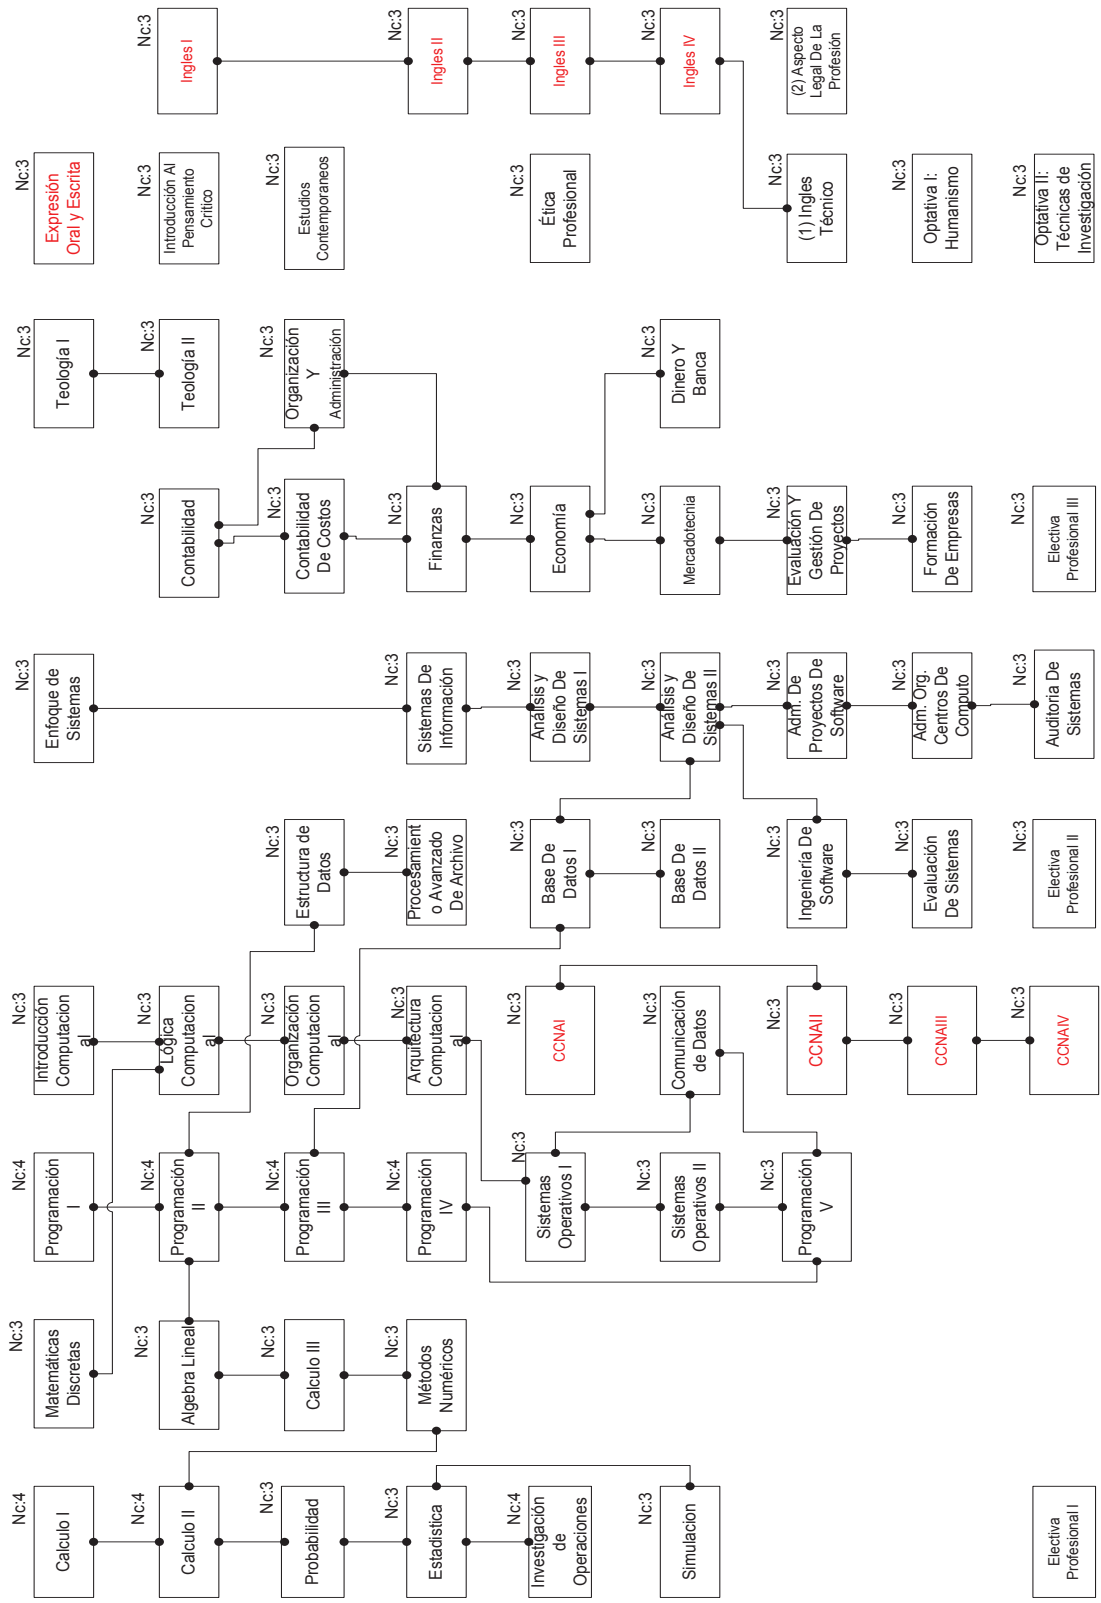 Nc:4
Calculo I
Nc:3
Matemáticas
Discretas
Nc:4
Programación
I
Nc:3
Introducción
Computacion
al
Nc:3
Enfoque de
Sistemas
Nc:3
Teología I
Nc:3
Expresión
Oral y Escrita
Nc:4
Calculo II
Nc:3
Algebra Lineal
Nc:4
Programación
II
Nc:3
Lógica
Computacion
al
Nc:3
Contabilidad
Nc:3
Teología II
Nc:3
Introducción Al
Pensamiento
Critico
Nc:3
Ingles I
Nc:3
Probabilidad
Nc:3
Calculo III
Nc:4
Programación
III
Nc:3
Organización
Computacion
al
Nc:3
Estructura de
Datos
Nc:3
Contabilidad
De Costos
Nc:3
Organización
Y
Administración
Nc:3
Estudios
Contemporaneos
Nc:3
Estadistica
Nc:3
Métodos
Numéricos
Nc:4
Programación
IV
Nc:3
Arquitectura
Computacion
al
Nc:3
Procesamient
o Avanzado
De Archivo
Nc:3
Sistemas De
Información
Nc:3
Finanzas
Nc:3
Ingles II
Nc:4
Investigación
de
Operaciones
Nc:3
Sistemas
Operativos I
Nc:3
CCNAI
Nc:3
Base De
Datos I
Nc:3
Análisis y
Diseño De
Sistemas I
Nc:3
Economía
Nc:3
Ética
Profesional
Nc:3
Ingles III
Nc:3
Simulacion
Nc:3
Sistemas
Operativos II
Nc:3
Comunicación
de Datos
Nc:3
Base De
Datos II
Nc:3
Análisis y
Diseño De
Sistemas II
Nc:3
Mercadotecnia
Nc:3
Dinero Y
Banca
Nc:3
Ingles IV
Nc:3
Programación
V
Nc:3
CCNAII
Nc:3
Ingeniería De
Software
Nc:3
Adm. De
Proyectos De
Software
Nc:3
Evaluación Y
Gestión De
Proyectos
Nc:3
(1) Ingles
Técnico
Nc:3
(2) Aspecto
Legal De La
Profesión
Nc:3
CCNAIII
Nc:3
Evaluación
De Sistemas
Nc:3
Adm. Org.
Centros De
Computo
Nc:3
Formación
De Empresas
Nc:3
Optativa I:
Humanismo
Electiva
Profesional I
Nc:3
CCNAIV
Nc:3
Electiva
Profesional II
Nc:3
Auditoria De
Sistemas
Nc:3
Electiva
Profesional III
Nc:3
Optativa II:
Técnicas de
Investigación